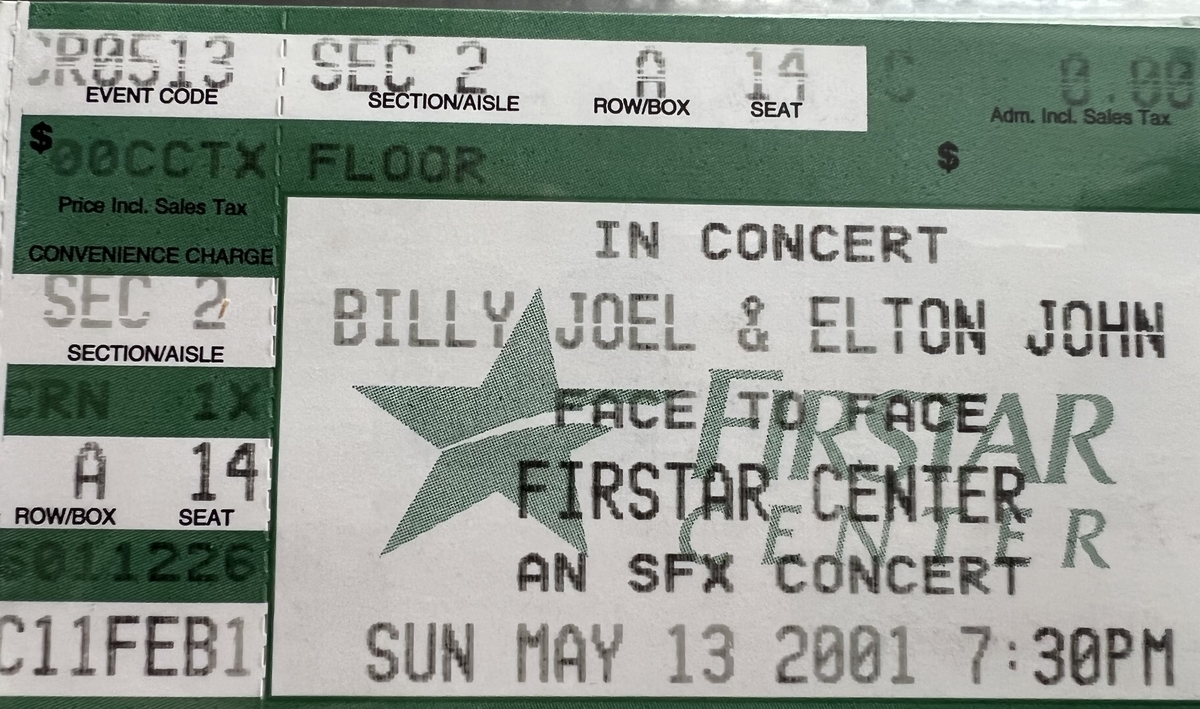 CR0513 SEC 2 A 14 C 0.00
EVENT CODE SECTION/AISLE ROW/BOX SEAT Adm. Incl. Sales Tax
$ 00CCTX FLOOR $
Price Incl. Sales Tax
CONVENIENCE CHARGE
SEC 2
SECTION/AISLE
CRN 1X
A 14
ROW/BOX SEAT
S011226
C11FEB1
IN CONCERT
BILLY JOEL & ELTON JOHN
FACE TO FACE
FIRSTAR
FIRSTAR CENTER
CENTER
AN SFX CONCERT
SUN MAY 13 2001 7:30PM